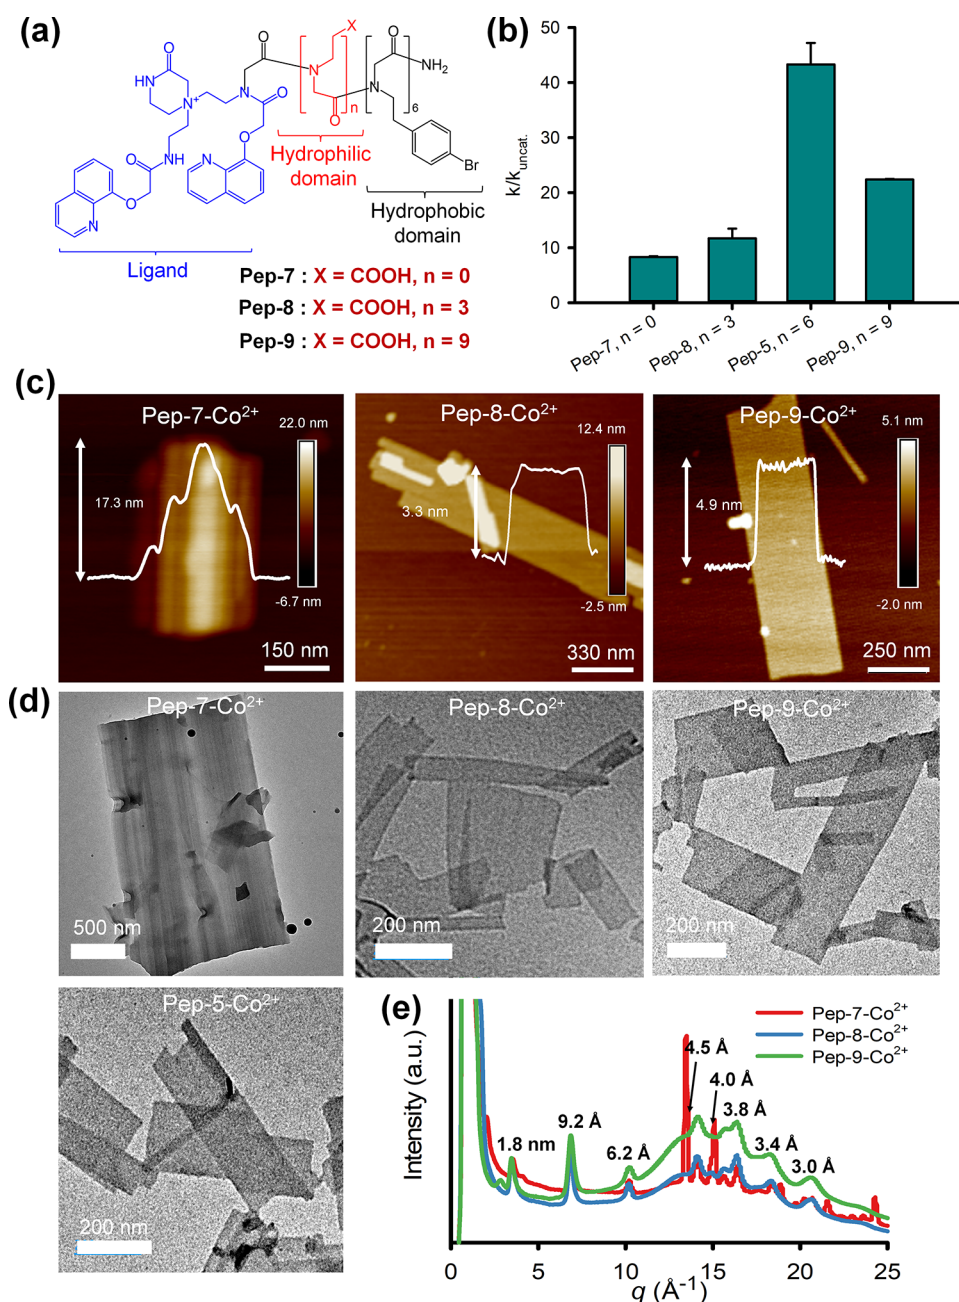 (a)
X
O
O
O
N
N
NH2
NH
N+
N
O
n
O
6
O
O
NH
N
Hydrophilic
domain
Br
O
N
Hydrophobic
domain
Ligand
Pep-7 : X = COOH, n = 0
Pep-8 : X = COOH, n = 3
Pep-9 : X = COOH, n = 9
(b)
50
40
30
20
10
0
k/kuncat.
Pep-7, n = 0
Pep-8, n = 3
Pep-5, n = 6
Pep-9, n = 9
(c)
Pep-7-Co2+
22.0 nm
17.3 nm
-6.7 nm
150 nm
Pep-8-Co2+
12.4 nm
3.3 nm
-2.5 nm
330 nm
Pep-9-Co2+
5.1 nm
4.9 nm
-2.0 nm
250 nm
(d)
Pep-7-Co2+
500 nm
Pep-8-Co2+
200 nm
Pep-9-Co2+
200 nm
Pep-5-Co2+
200 nm
(e)
Pep-7-Co2+
Pep-8-Co2+
Pep-9-Co2+
Intensity (a.u.)
1.8 nm
9.2 Å
6.2 Å
4.5 Å
4.0 Å
3.8 Å
3.4 Å
3.0 Å
0 5 10 15 20 25
q (Å-1)